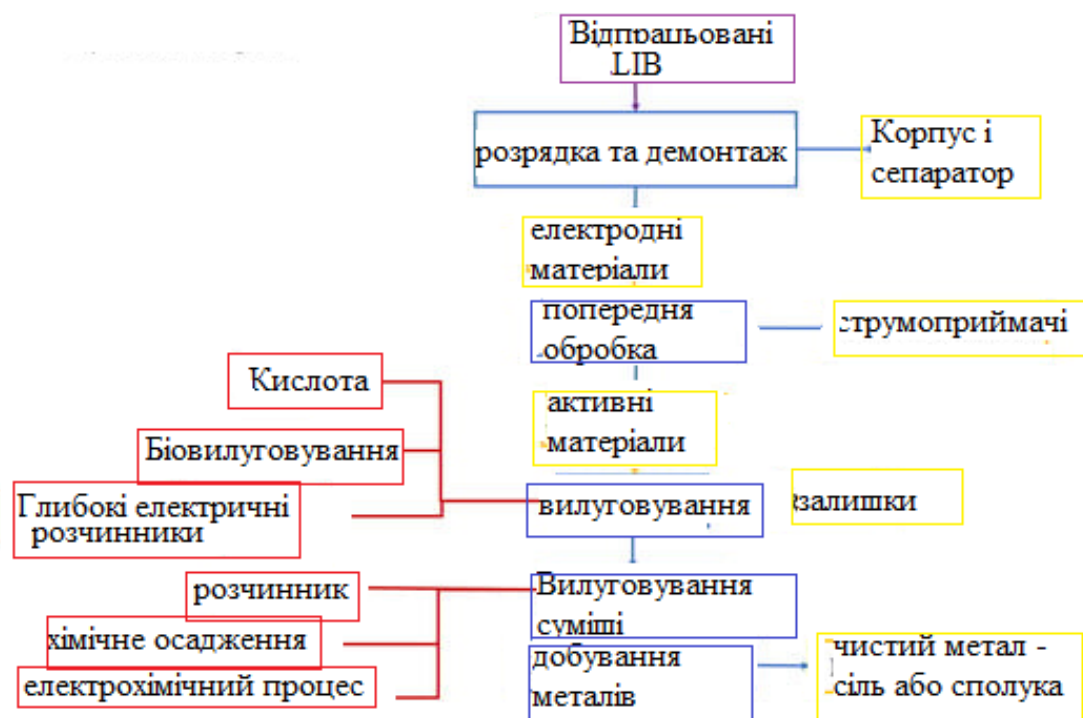 Відпрацьовані
LIB
розрядка та демонтаж
Корпус і
сепаратор
електродні
матеріали
попередня
обробка
струмоприймачі
Кислота
активні
матеріали
Біовилуговування
Глибокі електричні
розчинники
вилуговування
залишки
розчинник
Вилуговування
суміші
хімічне осадження
добування
металів
чистий метал -
сіль або сполука
електрохімічний процес